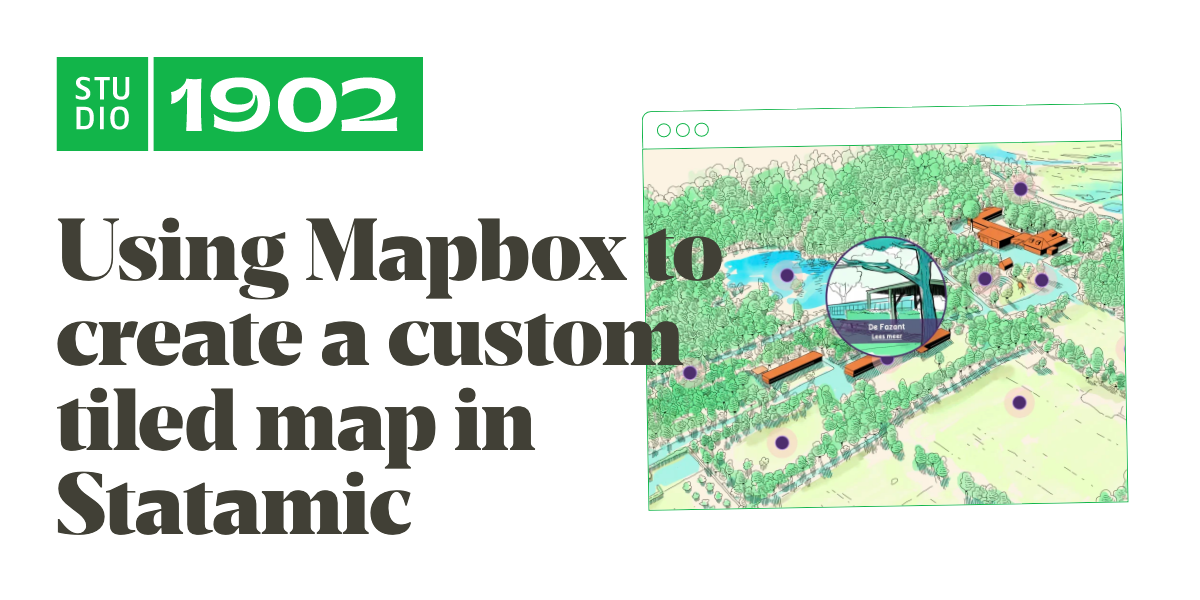 STU
DIO
1902
Using Mapbox to
create a custom
tiled map in
Statamic
De Fazant
Lees meer